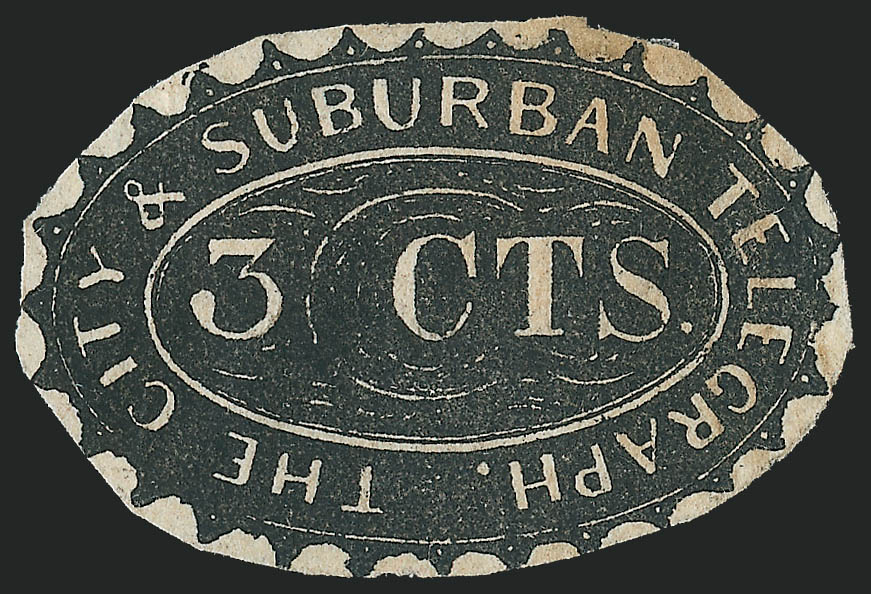 THE CITY & SUBURBAN TELEGRAPH.
3 CTS.